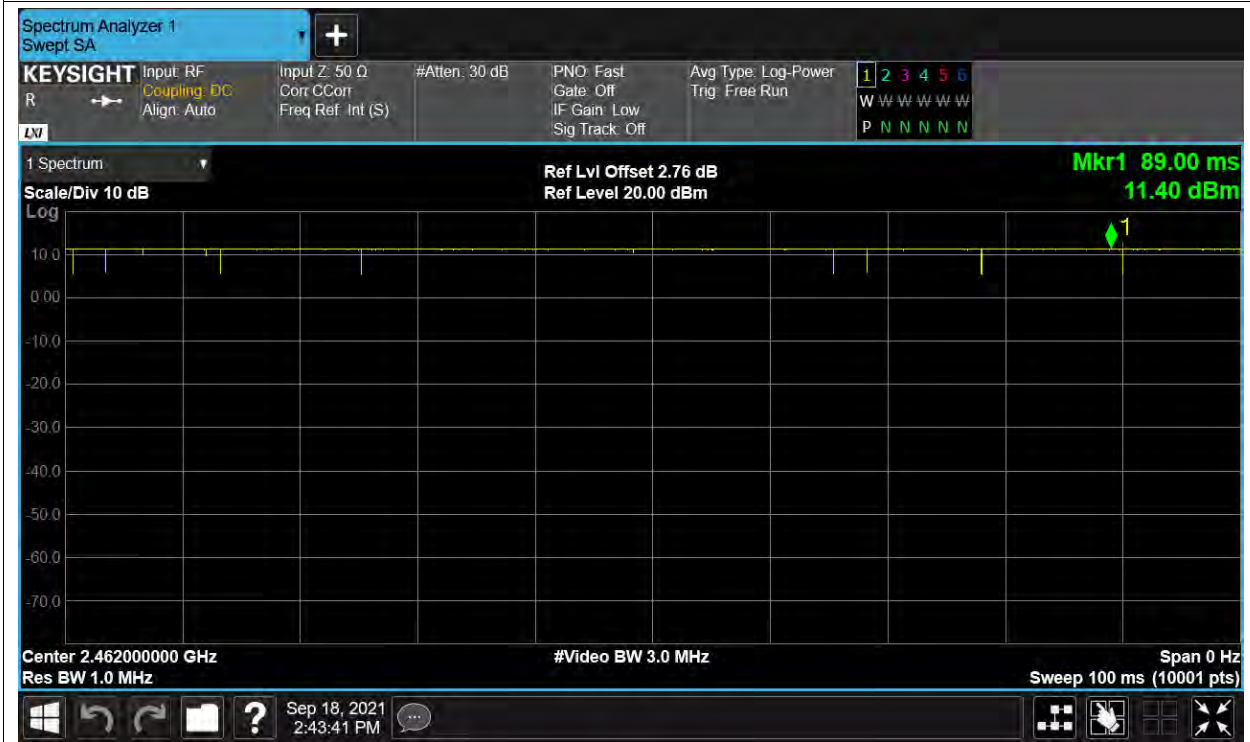 Spectrum Analyzer 1
Swept SA
KEYSIGHT
R
LXI
Input: RF
Coupling: DC
Align: Auto
Input Z: 50 Ω
Corr CCorr
Freq Ref: Int (S)
#Atten: 30 dB
PNO: Fast
Gate: Off
IF Gain: Low
Sig Track: Off
Avg Type: Log-Power
Trig: Free Run
1 2 3 4 5 6
W W W W W W
P N N N N N
1 Spectrum
Scale/Div 10 dB
Ref Lvl Offset 2.76 dB
Ref Level 20.00 dBm
Mkr1 89.00 ms
11.40 dBm
Log
1
10.0
0.00
-10.0
-20.0
-30.0
-40.0
-50.0
-60.0
-70.0
Center 2.462000000 GHz
#Video BW 3.0 MHz
Span 0 Hz
Res BW 1.0 MHz
Sweep 100 ms (10001 pts)
?
Sep 18, 2021
2:43:41 PM